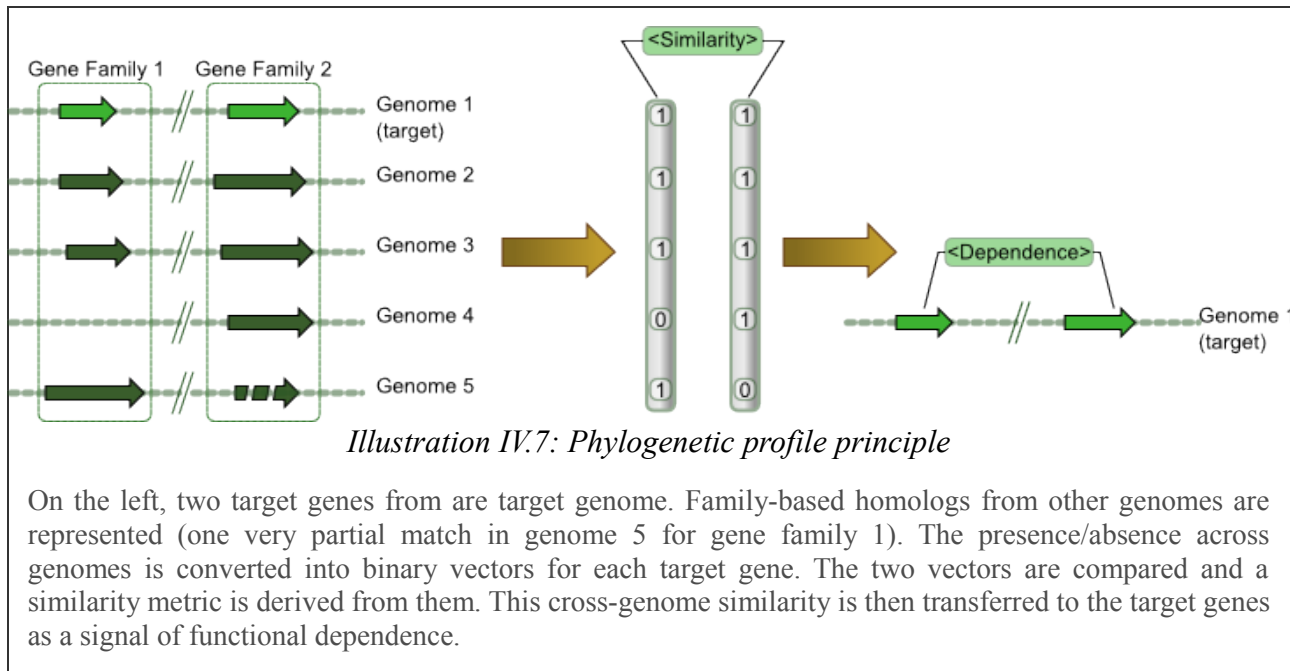 <Similarity>
Gene Family 1
Gene Family 2
Genome 1
(target)
Genome 2
Genome 3
Genome 4
Genome 5
1
1
1
1
1
1
0
1
1
0
<Dependence>
Genome 1
(target)
Illustration IV.7: Phylogenetic profile principle
On the left, two target genes from are target genome. Family-based homologs from other genomes are
represented (one very partial match in genome 5 for gene family 1). The presence/absence across
genomes is converted into binary vectors for each target gene. The two vectors are compared and a
similarity metric is derived from them. This cross-genome similarity is then transferred to the target genes
as a signal of functional dependence.